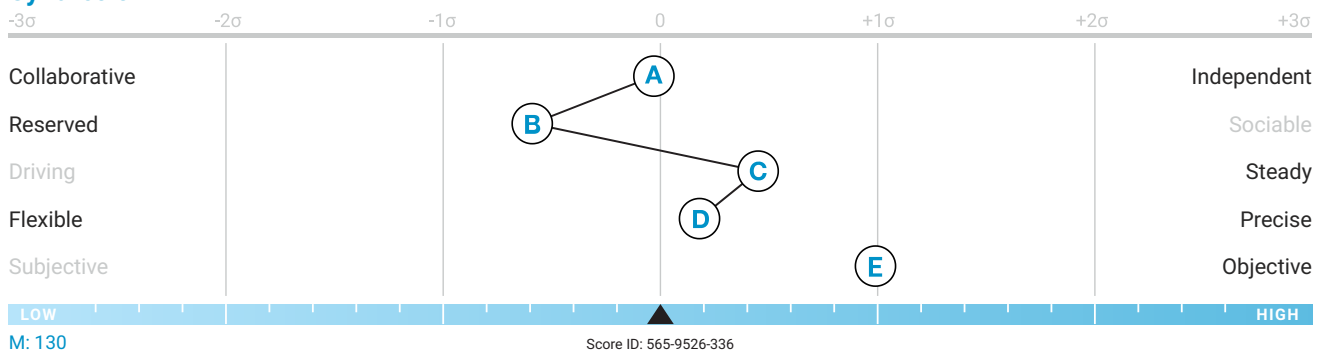 -3σ -2σ -1σ 0 +1σ +2σ +3σ
Collaborative A Independent
Reserved B Sociable
Driving C Steady
Flexible D Precise
Subjective E Objective
LOW HIGH
M: 130 Score ID: 565-9526-336